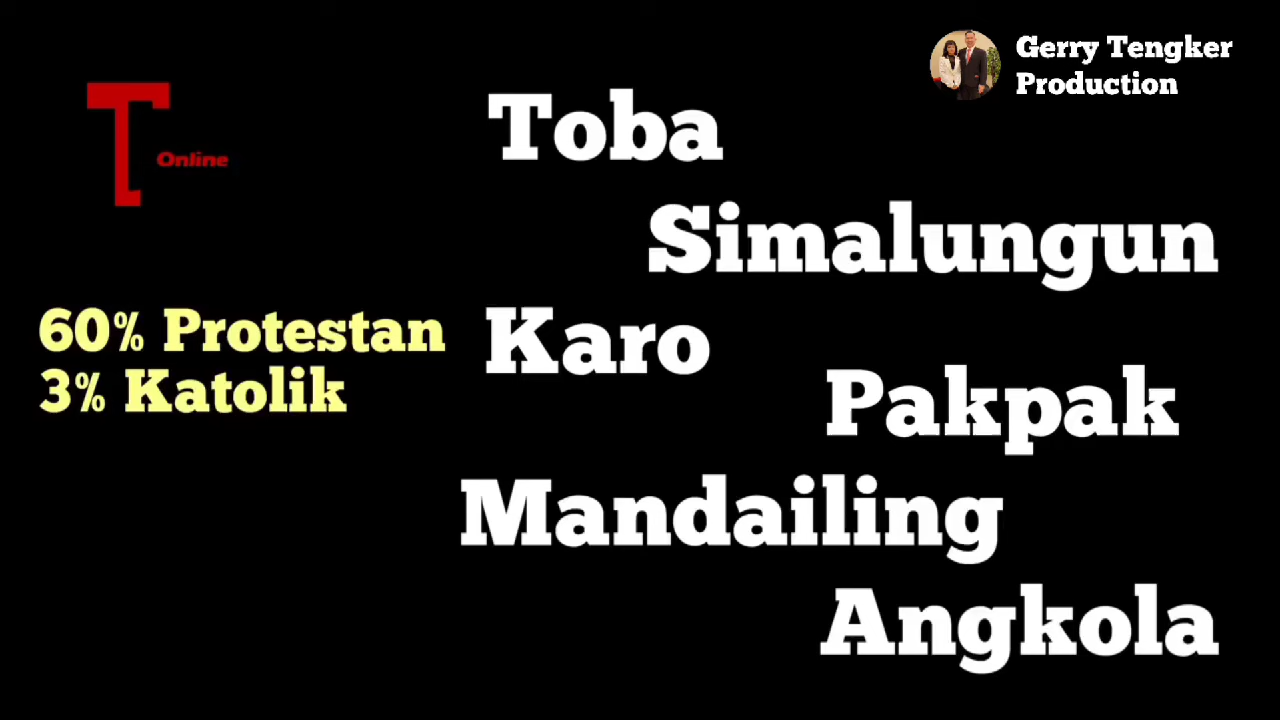 Gerry Tengker
Production
T
Online
Toba
Simalungun
60% Protestan
3% Katolik
Karo
Pakpak
Mandailing
Angkola